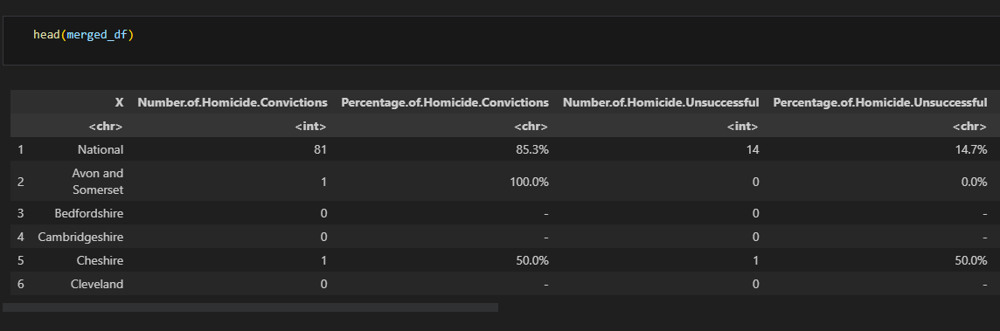 head(merged_df)
X Number.of.Homicide.Convictions Percentage.of.Homicide.Convictions Number.of.Homicide.Unsuccessful Percentage.of.Homicide.Unsuccessful
<chr> <int> <chr> <int> <chr>
1 National 81 85.3% 14 14.7%
2 Avon and Somerset 1 100.0% 0 0.0%
3 Bedfordshire 0 - 0 -
4 Cambridgeshire 0 - 0 -
5 Cheshire 1 50.0% 1 50.0%
6 Cleveland 0 - 0 -